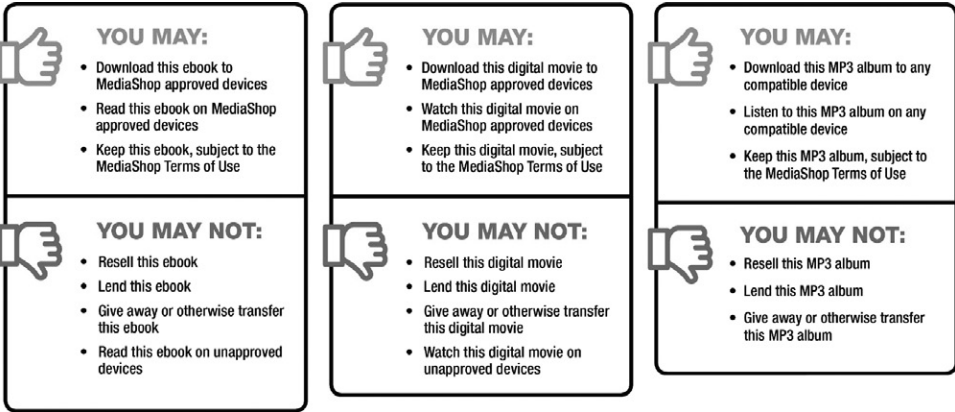 YOU MAY:
• Download this ebook to
MediaShop approved devices
• Read this ebook on MediaShop
approved devices
• Keep this ebook, subject to the
MediaShop Terms of Use
YOU MAY NOT:
• Resell this ebook
• Lend this ebook
• Give away or otherwise transfer
this ebook
• Read this ebook on unapproved
devices
YOU MAY:
• Download this digital movie to
MediaShop approved devices
• Watch this digital movie on
MediaShop approved devices
• Keep this digital movie, subject
to the MediaShop Terms of Use
YOU MAY NOT:
• Resell this digital movie
• Lend this digital movie
• Give away or otherwise transfer
this digital movie
• Watch this digital movie on
unapproved devices
YOU MAY:
• Download this MP3 album to any
compatible device
• Listen to this MP3 album on any
compatible device
• Keep this MP3 album, subject to
the MediaShop Terms of Use
YOU MAY NOT:
• Resell this MP3 album
• Lend this MP3 album
• Give away or otherwise transfer
this MP3 album